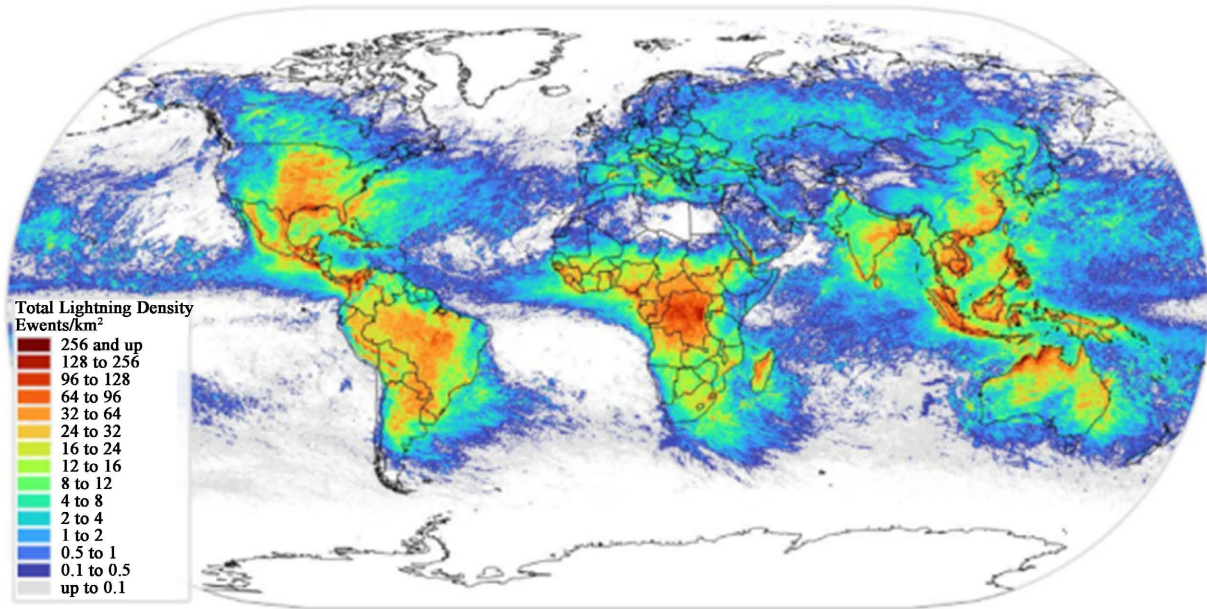 Total Lightning Density
Ewents/km²
256 and up
128 to 256
96 to 128
64 to 96
32 to 64
24 to 32
16 to 24
12 to 16
8 to 12
4 to 8
2 to 4
1 to 2
0.5 to 1
0.1 to 0.5
up to 0.1